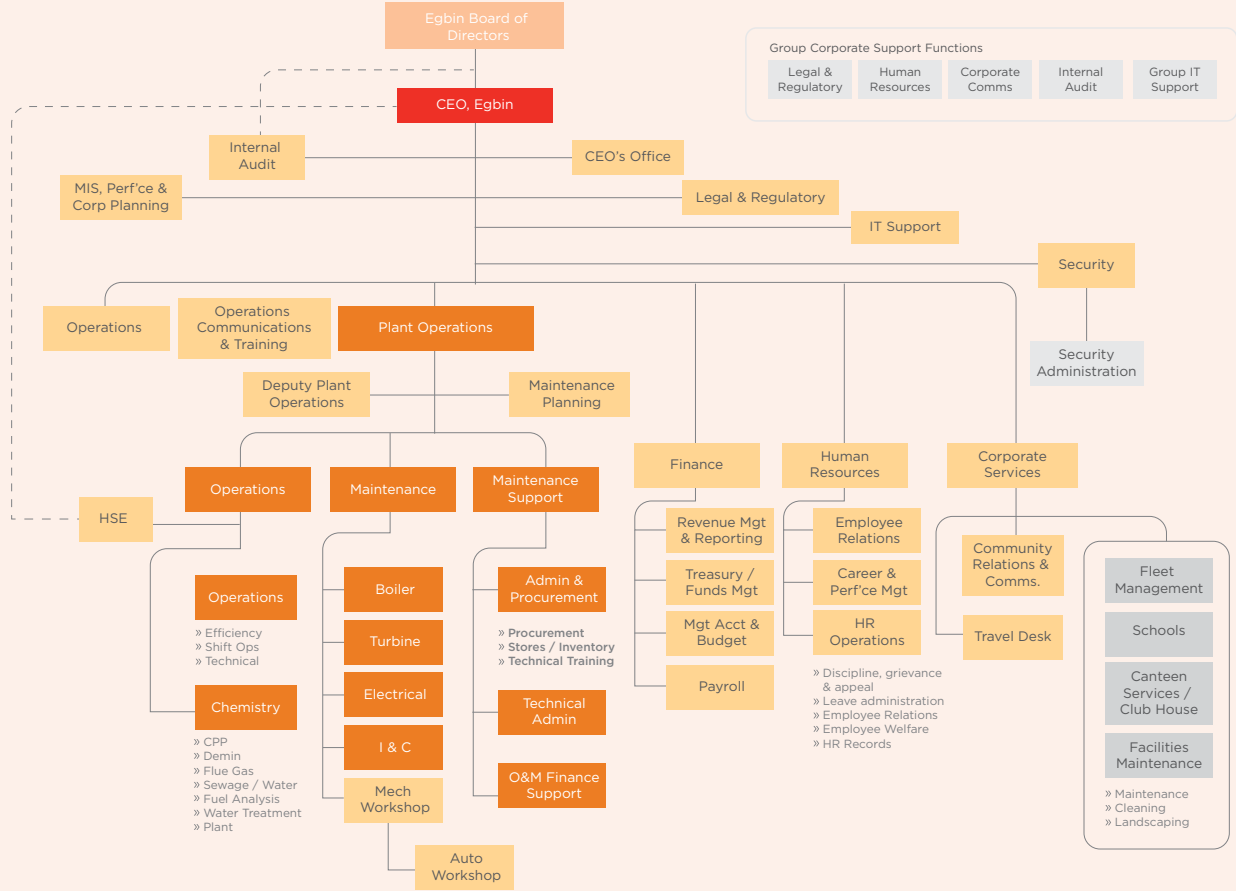 Egbin Board of
Directors
Group Corporate Support Functions
Legal &
Regulatory
Human
Resources
Corporate
Comms
Internal
Audit
Group IT
Support
CEO, Egbin
Internal
Audit
CEO's Office
MIS, Perf'ce &
Corp Planning
Legal & Regulatory
IT Support
Security
Security
Administration
Operations
Operations
Communications
& Training
Plant Operations
Deputy Plant
Operations
Maintenance
Planning
Operations
Maintenance
Maintenance
Support
HSE
Operations
» Efficiency
» Shift Ops
» Technical
Chemistry
» CPP
» Demin
» Flue Gas
» Sewage / Water
» Fuel Analysis
» Water Treatment
» Plant
Boiler
Turbine
Electrical
I & C
Mech
Workshop
Auto
Workshop
Admin &
Procurement
» Procurement
» Stores / Inventory
» Technical Training
Technical
Admin
O&M Finance
Support
Finance
Revenue Mgt
& Reporting
Treasury /
Funds Mgt
Mgt Acct &
Budget
Payroll
Human
Resources
Employee
Relations
Career &
Perf'ce Mgt
HR
Operations
» Discipline, grievance
& appeal
» Leave administration
» Employee Relations
» Employee Welfare
» HR Records
Corporate
Services
Community
Relations &
Comms.
Travel Desk
Fleet
Management
Schools
Canteen
Services /
Club House
Facilities
Maintenance
» Maintenance
» Cleaning
» Landscaping